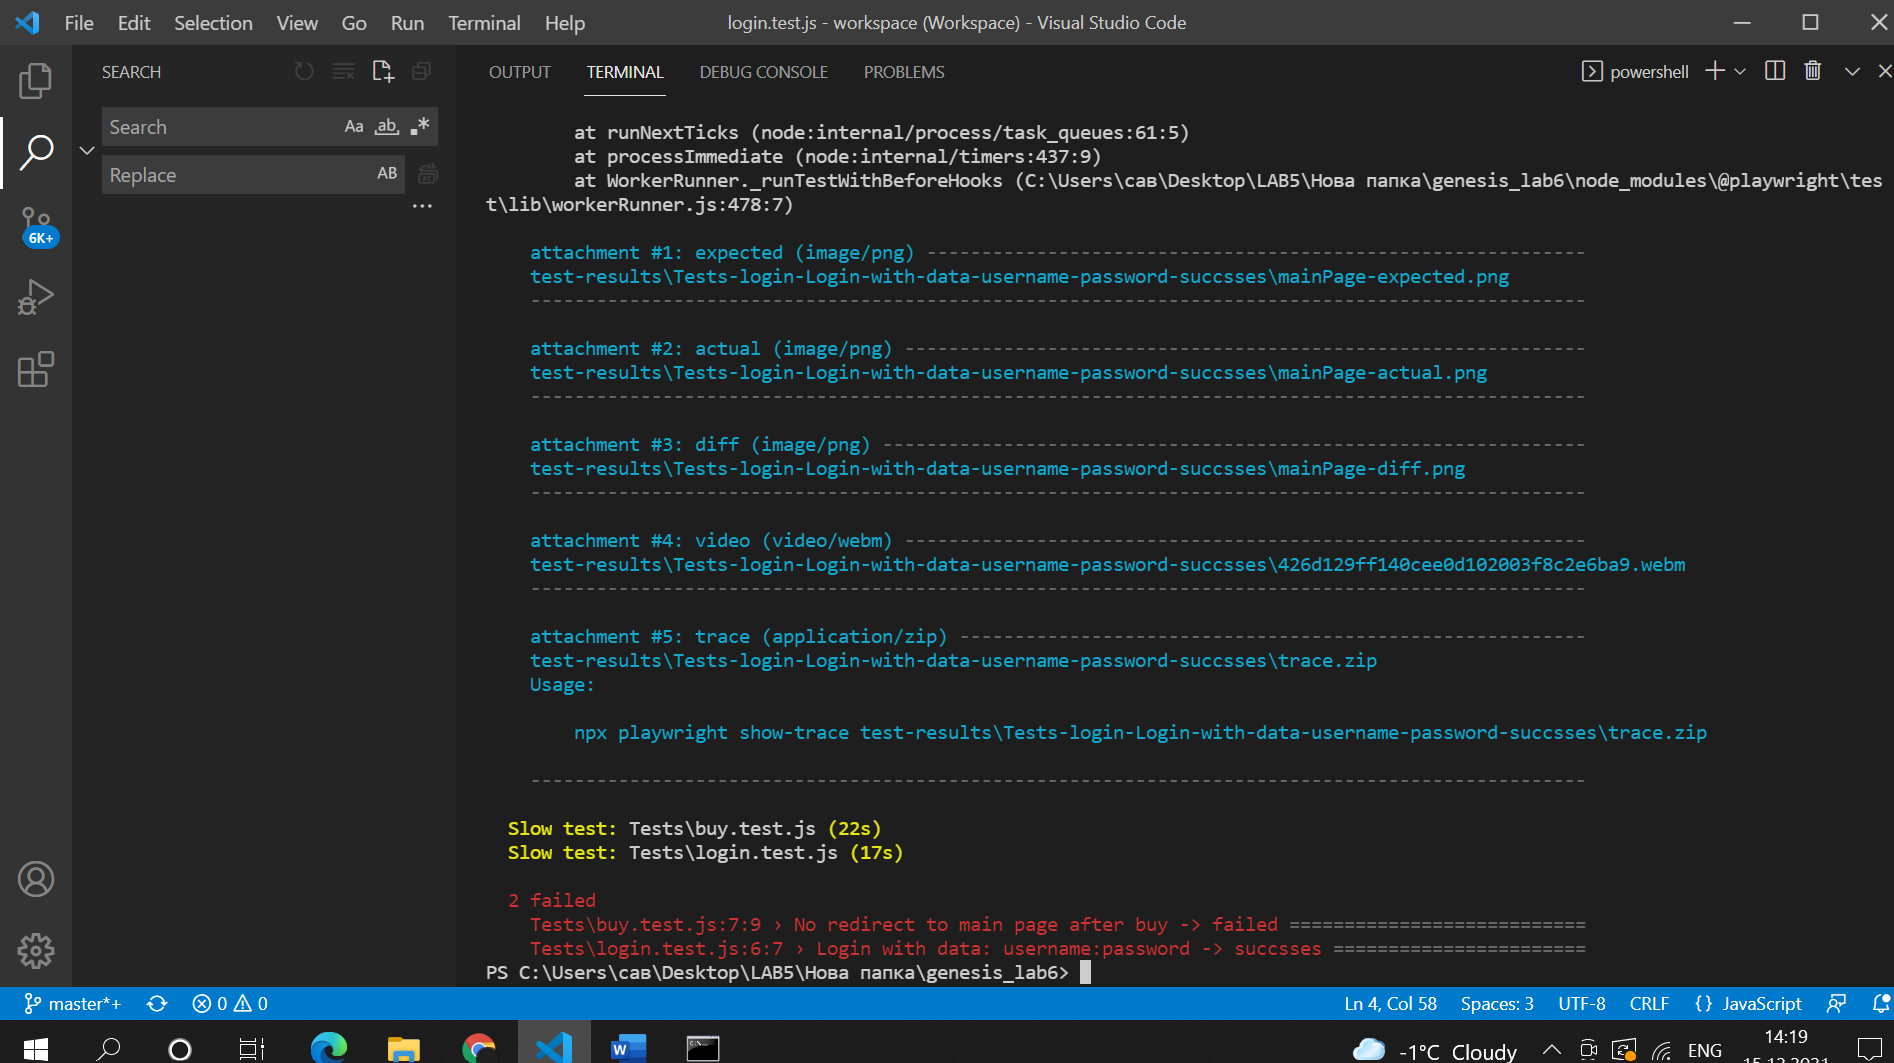 File Edit Selection View Go Run Terminal Help login.test.js - workspace (Workspace) - Visual Studio Code
SEARCH
Search Aa ab, .*
Replace AB
...
6K+
OUTPUT TERMINAL DEBUG CONSOLE PROBLEMS powershell
at runNextTicks (node:internal/process/task_queues:61:5)
at processImmediate (node:internal/timers:437:9)
at WorkerRunner._runTestWithBeforeHooks (C:\Users\сав\Desktop\LAB5\Нова папка\genesis_lab6\node_modules\@playwright\tes
t\lib\workerRunner.js:478:7)
attachment #1: expected (image/png) ------------------------------------------------------------
test-results\Tests-login-Login-with-data-username-password-succsses\mainPage-expected.png
------------------------------------------------------------------------------------------------
attachment #2: actual (image/png) --------------------------------------------------------------
test-results\Tests-login-Login-with-data-username-password-succsses\mainPage-actual.png
------------------------------------------------------------------------------------------------
attachment #3: diff (image/png) ----------------------------------------------------------------
test-results\Tests-login-Login-with-data-username-password-succsses\mainPage-diff.png
------------------------------------------------------------------------------------------------
attachment #4: video (video/webm) --------------------------------------------------------------
test-results\Tests-login-Login-with-data-username-password-succsses\426d129ff140cee0d102003f8c2e6ba9.webm
------------------------------------------------------------------------------------------------
attachment #5: trace (application/zip) ---------------------------------------------------------
test-results\Tests-login-Login-with-data-username-password-succsses\trace.zip
Usage:
npx playwright show-trace test-results\Tests-login-Login-with-data-username-password-succsses\trace.zip
------------------------------------------------------------------------------------------------
Slow test: Tests\buy.test.js (22s)
Slow test: Tests\login.test.js (17s)
2 failed
Tests\buy.test.js:7:9 › No redirect to main page after buy -> failed ===========================
Tests\login.test.js:6:7 › Login with data: username:password -> succsses =======================
PS C:\Users\сав\Desktop\LAB5\Нова папка\genesis_lab6>
master*+ 0 0 Ln 4, Col 58 Spaces: 3 UTF-8 CRLF {} JavaScript
-1°C Cloudy ENG 14:19